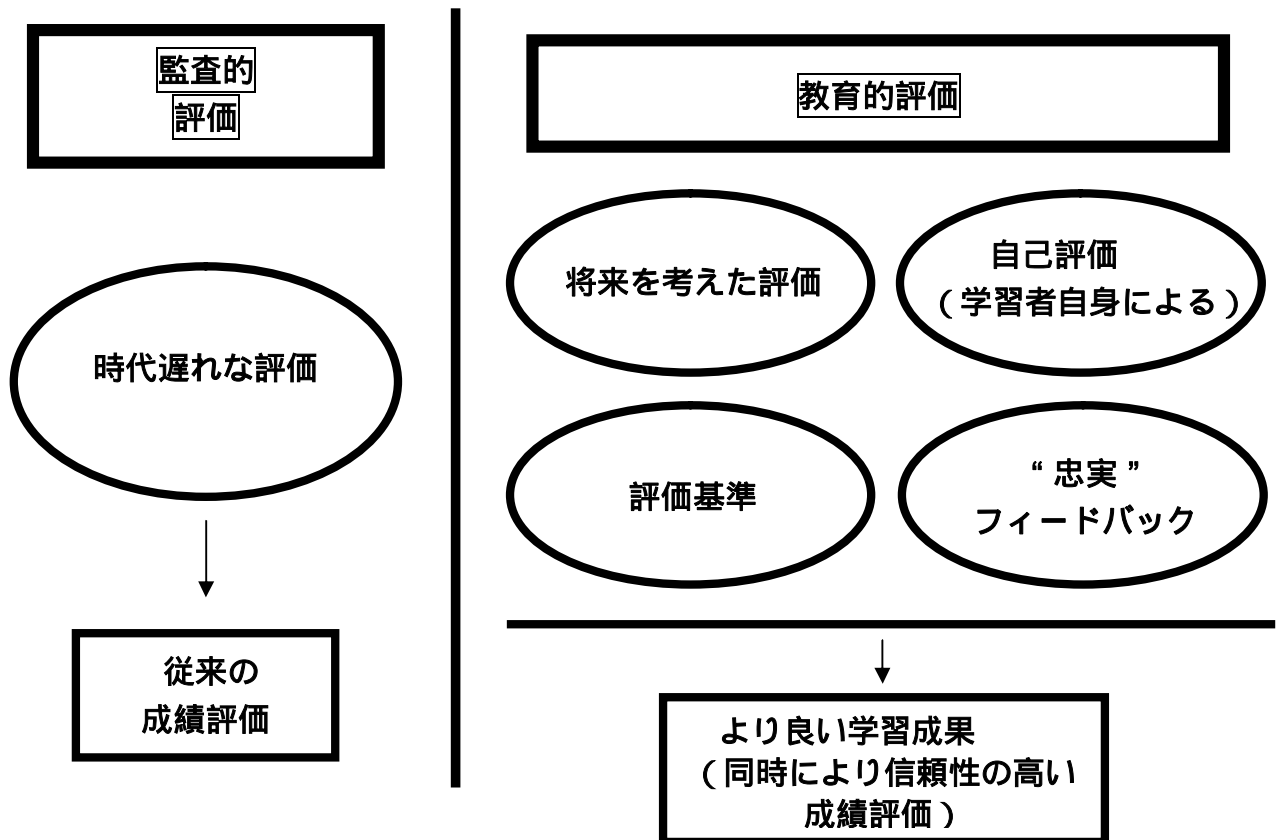 監査的
評価
時代遅れな評価
従来の
成績評価
教育的評価
将来を考えた評価
自己評価
（学習者自身による）
評価基準
“忠実”
フィードバック
より良い学習成果
（同時により信頼性の高い
成績評価）